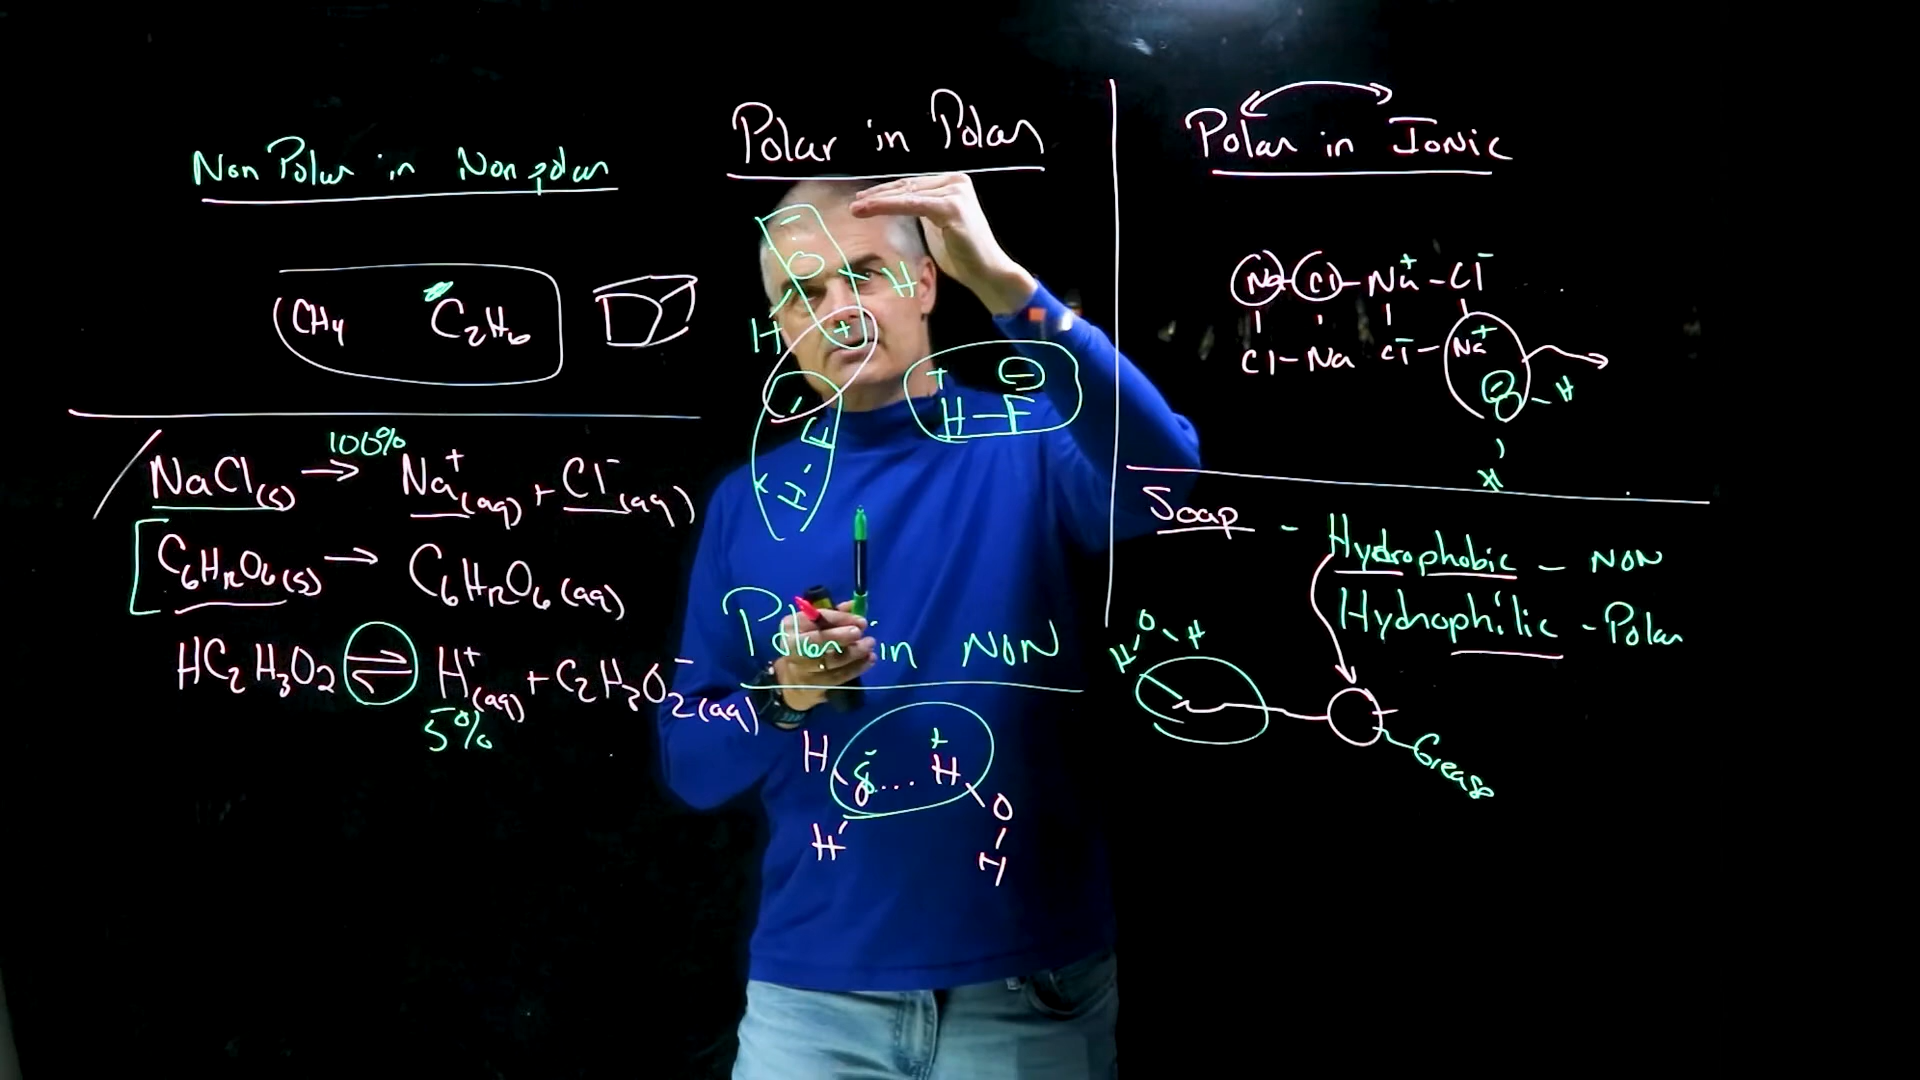 Non Polar in Nonpolar
CH4 C2H6
100%
NaCl(s) → Na+(aq) + Cl-(aq)
C6H12O6(s) → C6H12O6(aq)
HC2H3O2 ⇌ H+(aq) + C2H3O2-(aq)
5%
Polar in Polar
-
O
H
H
+
-
F
H
+
+ -
H-F
Polar in NON
H
- +
H
H
O
H
Polar in Ionic
Na-Cl-Na+-Cl-
Cl-Na Cl- - Na+
-
O - H
H
Soap - Hydrophobic - NON
Hydrophilic - Polar
H O H
Grease